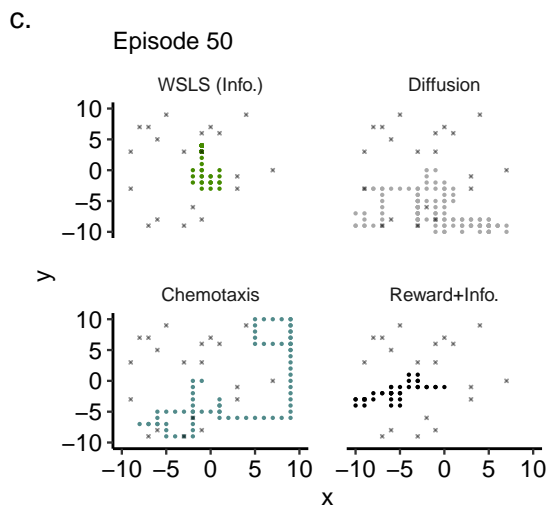 c.
Episode 50
WSLS (Info.)
Diffusion
10
5
0
−5
−10
y
Chemotaxis
Reward+Info.
10
5
0
−5
−10
−10 −5 0 5 10 −10 −5 0 5 10
x